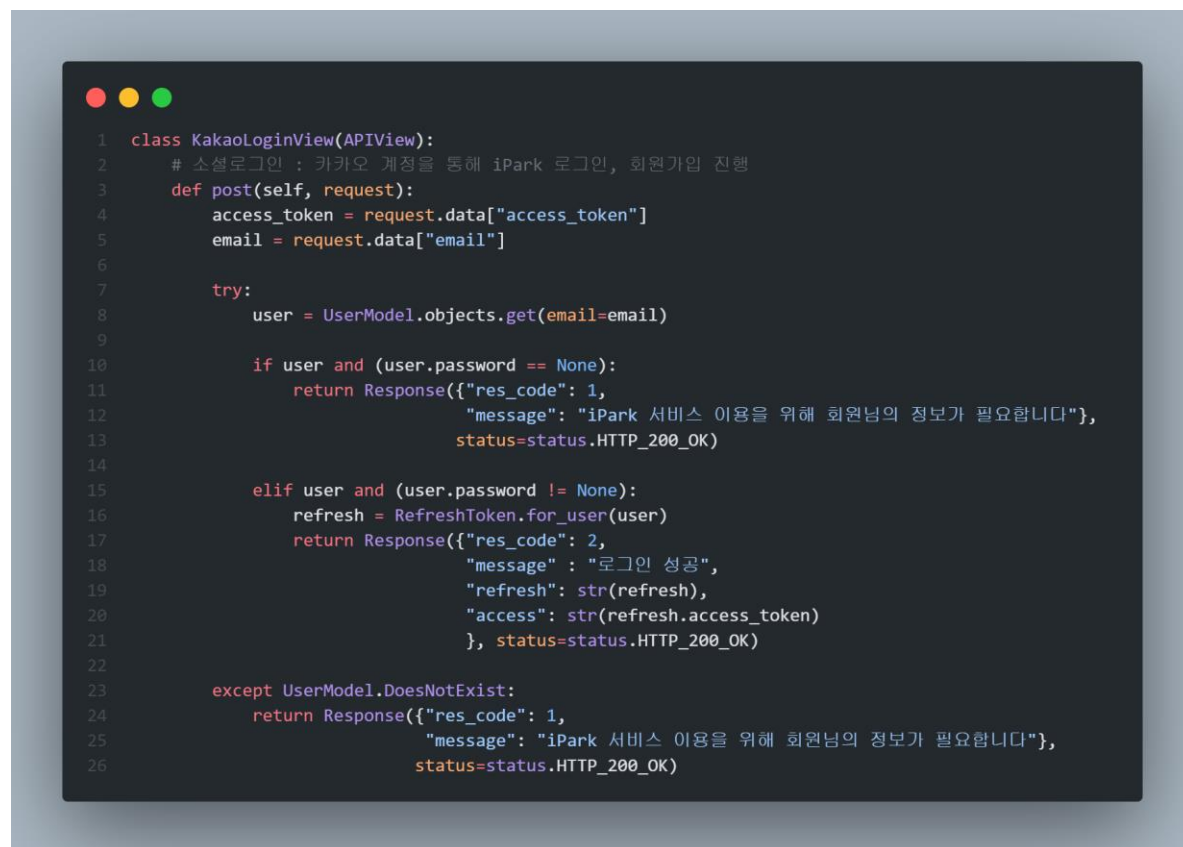 1 class KakaoLoginView(APIView):
2 # 소셜로그인 : 카카오 계정을 통해 iPark 로그인, 회원가입 진행
3 def post(self, request):
4 access_token = request.data["access_token"]
5 email = request.data["email"]
6
7 try:
8 user = UserModel.objects.get(email=email)
9
10 if user and (user.password == None):
11 return Response({"res_code": 1,
12 "message": "iPark 서비스 이용을 위해 회원님의 정보가 필요합니다"},
13 status=status.HTTP_200_OK)
14
15 elif user and (user.password != None):
16 refresh = RefreshToken.for_user(user)
17 return Response({"res_code": 2,
18 "message" : "로그인 성공",
19 "refresh": str(refresh),
20 "access": str(refresh.access_token)
21 }, status=status.HTTP_200_OK)
22
23 except UserModel.DoesNotExist:
24 return Response({"res_code": 1,
25 "message": "iPark 서비스 이용을 위해 회원님의 정보가 필요합니다"},
26 status=status.HTTP_200_OK)